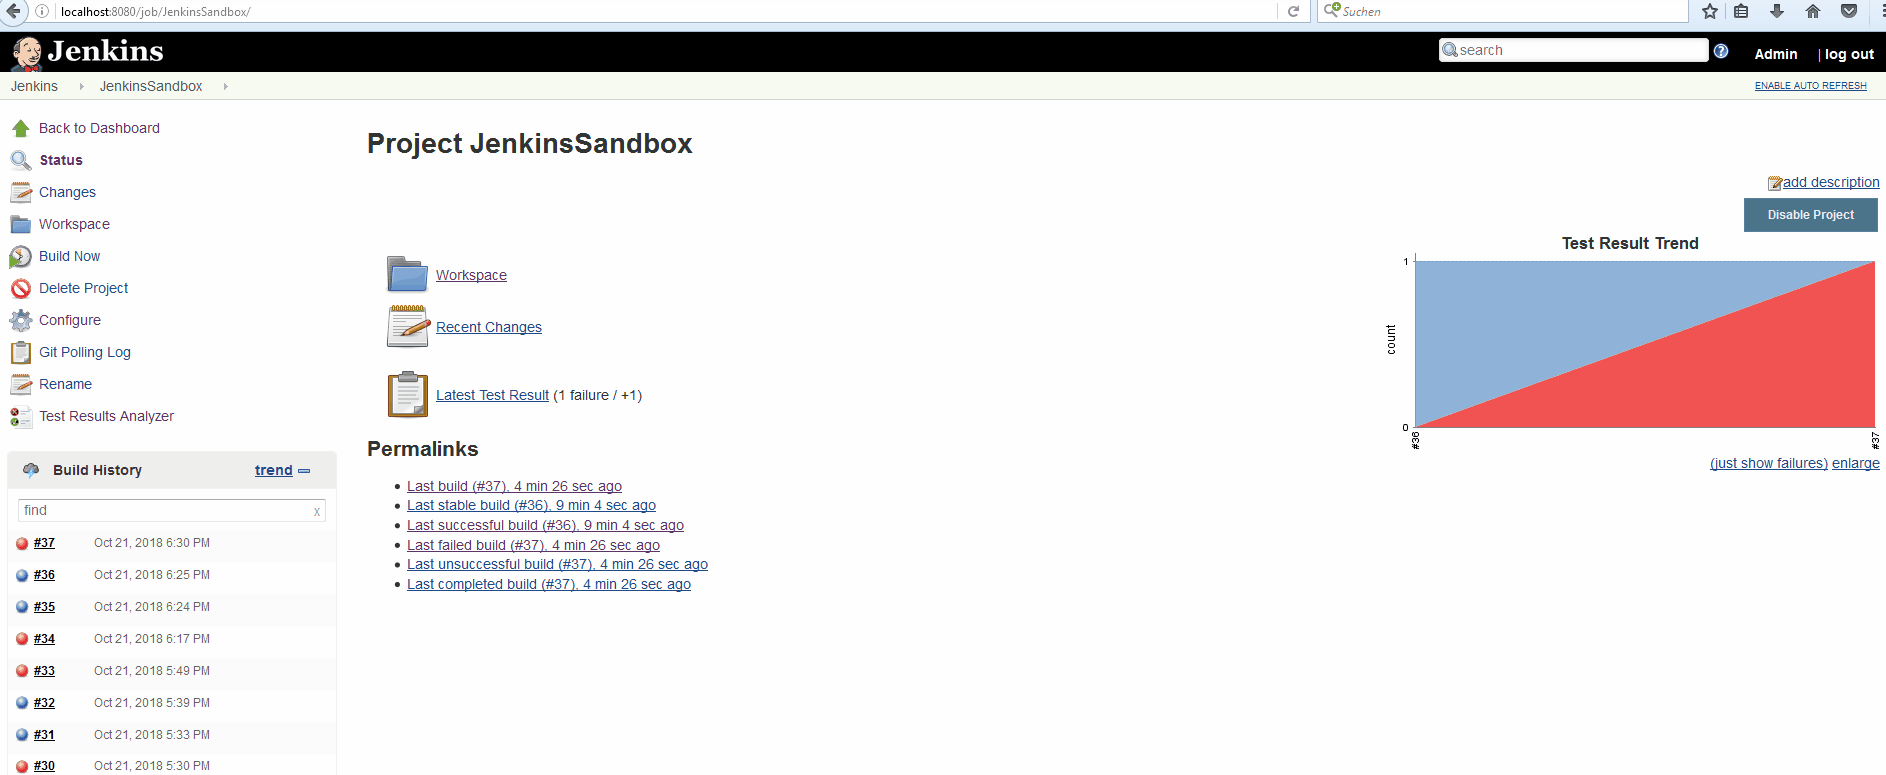 localhost:8080/job/JenkinsSandbox/
Suchen
Jenkins
search
Admin
| log out
Jenkins
JenkinsSandbox
ENABLE AUTO REFRESH
Back to Dashboard
Status
Changes
Workspace
Build Now
Delete Project
Configure
Git Polling Log
Rename
Test Results Analyzer
Build History
trend
find
x
#37 Oct 21, 2018 6:30 PM
#36 Oct 21, 2018 6:25 PM
#35 Oct 21, 2018 6:24 PM
#34 Oct 21, 2018 6:17 PM
#33 Oct 21, 2018 5:49 PM
#32 Oct 21, 2018 5:39 PM
#31 Oct 21, 2018 5:33 PM
#30 Oct 21, 2018 5:30 PM
Project JenkinsSandbox
add description
Disable Project
Workspace
Recent Changes
Latest Test Result (1 failure / +1)
Permalinks
Last build (#37), 4 min 26 sec ago
Last stable build (#36), 9 min 4 sec ago
Last successful build (#36), 9 min 4 sec ago
Last failed build (#37), 4 min 26 sec ago
Last unsuccessful build (#37), 4 min 26 sec ago
Last completed build (#37), 4 min 26 sec ago
Test Result Trend
1
count
0
#36
#37
(just show failures) enlarge